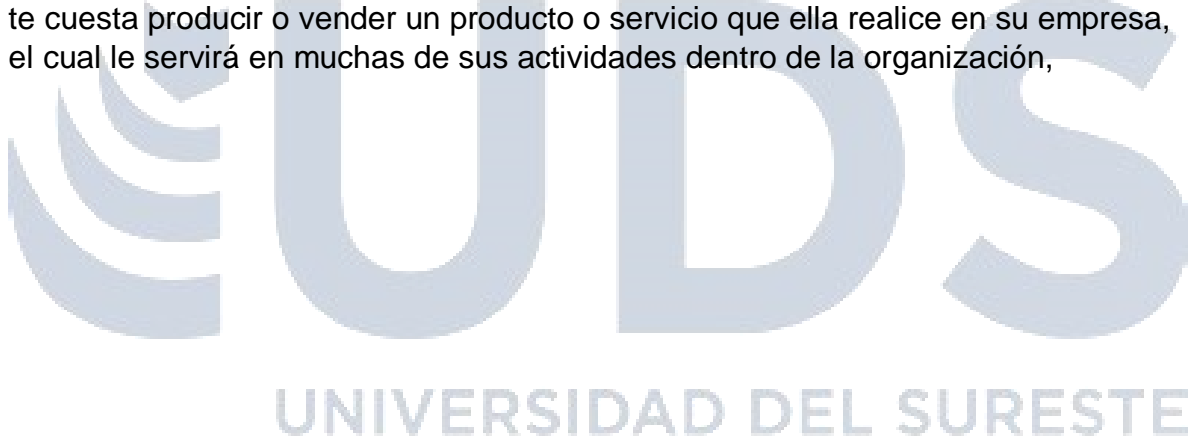 te cuesta producir o vender un producto o servicio que ella realice en su empresa,
el cual le servirá en muchas de sus actividades dentro de la organización,
UDS
UNIVERSIDAD DEL SURESTE